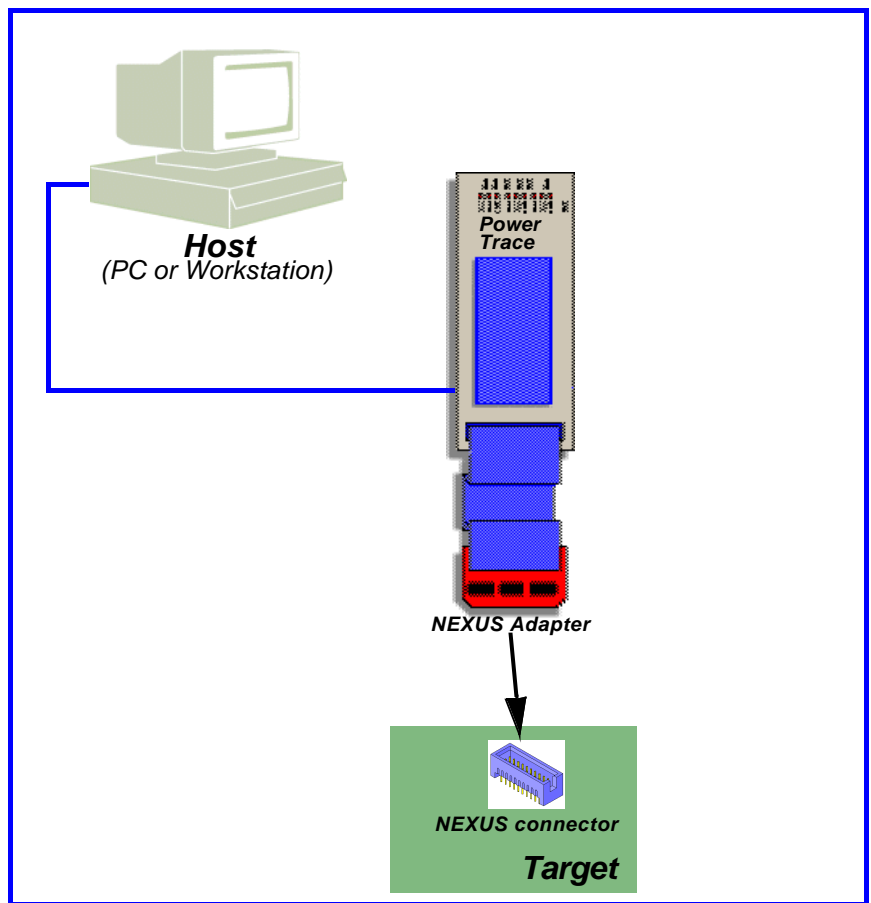 Host
(PC or Workstation)
Power
Trace
NEXUS Adapter
NEXUS connector
Target